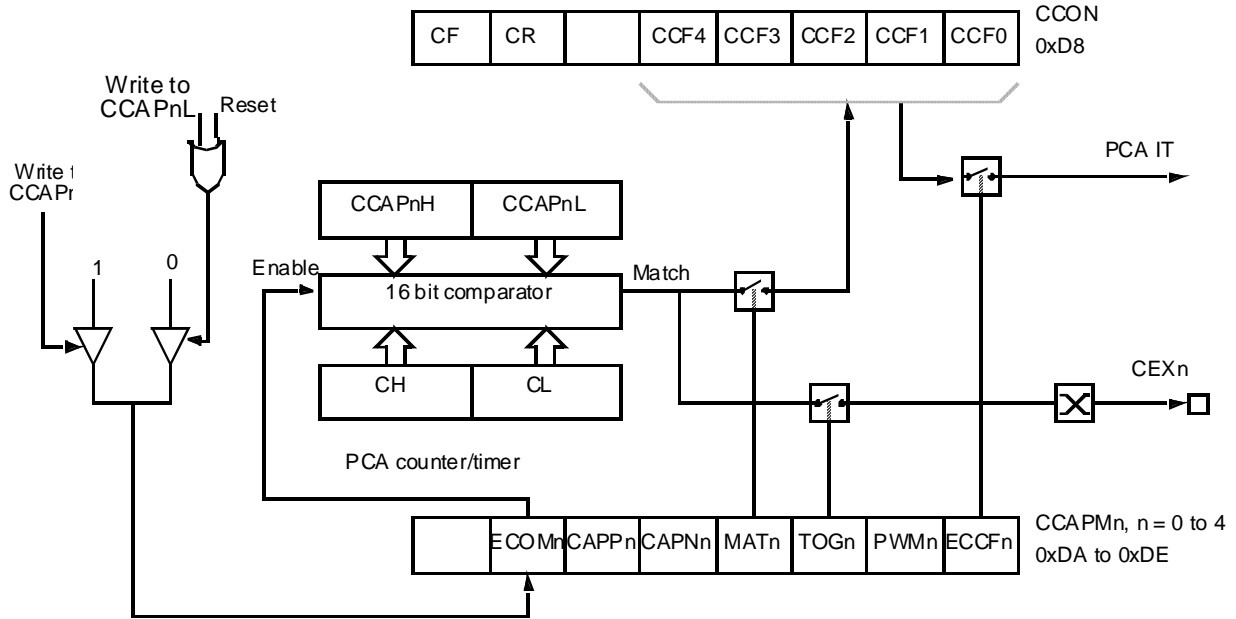 CCON
0xD8
CF CR CCF4 CCF3 CCF2 CCF1 CCF0
Write to
CCAPnL
Reset
PCA IT
Write
CCAPnH CCAPnL
1
0
Enable
16 bit comparator
Match
CH CL
CEXn
PCA counter/timer
ECOMn CAPPn CAPNn MATn TOGn PWMn ECCFn
CCAPMn, n = 0 to 4
0xDA to 0xDE